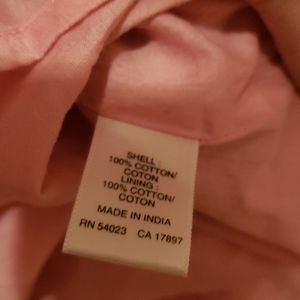 SHELL :
100% COTTON/
COTON
LINING :
100% COTTON/
COTON
MADE IN INDIA
RN 54023 CA 17897